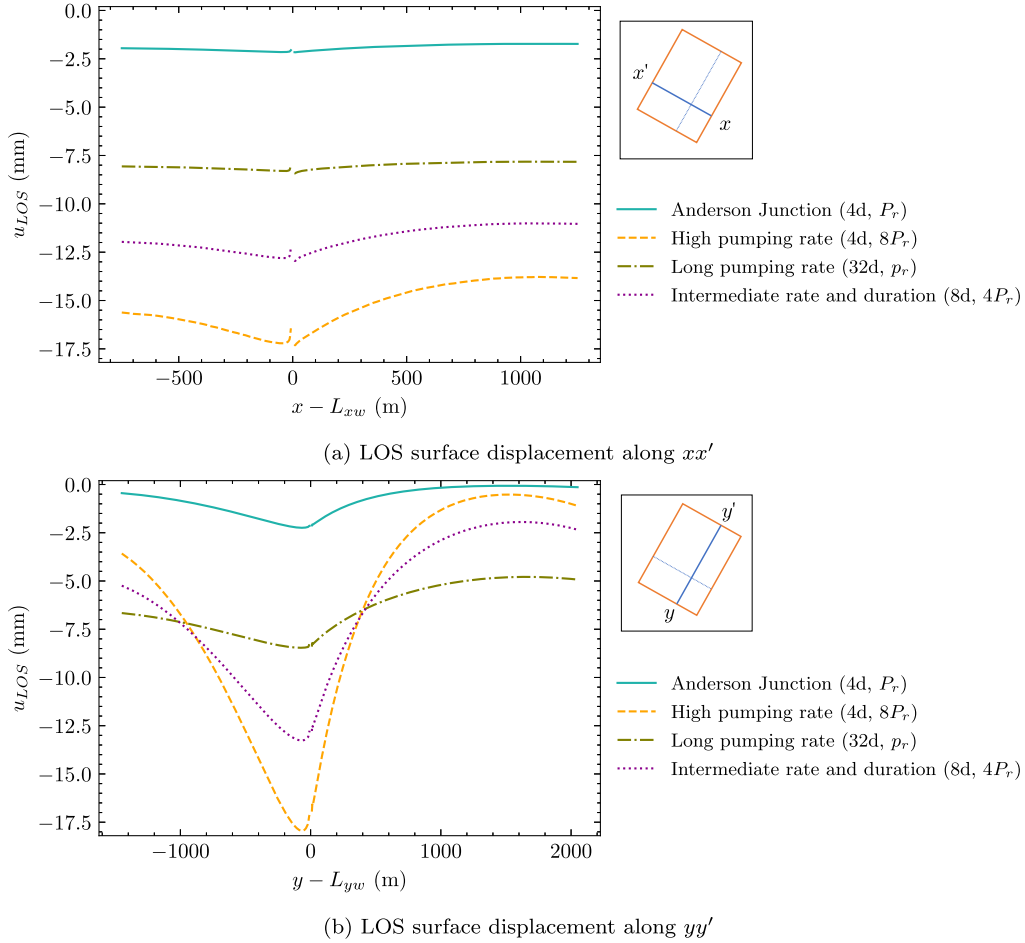 0.0
−2.5
−5.0
−7.5
−10.0
−12.5
−15.0
−17.5
u_LOS (mm)
−500 0 500 1000
x − L_xw (m)
x'
x
Anderson Junction (4d, P_r)
High pumping rate (4d, 8P_r)
Long pumping rate (32d, p_r)
Intermediate rate and duration (8d, 4P_r)
(a) LOS surface displacement along xx′
0.0
−2.5
−5.0
−7.5
−10.0
−12.5
−15.0
−17.5
u_LOS (mm)
−1000 0 1000 2000
y − L_yw (m)
y'
y
Anderson Junction (4d, P_r)
High pumping rate (4d, 8P_r)
Long pumping rate (32d, p_r)
Intermediate rate and duration (8d, 4P_r)
(b) LOS surface displacement along yy′